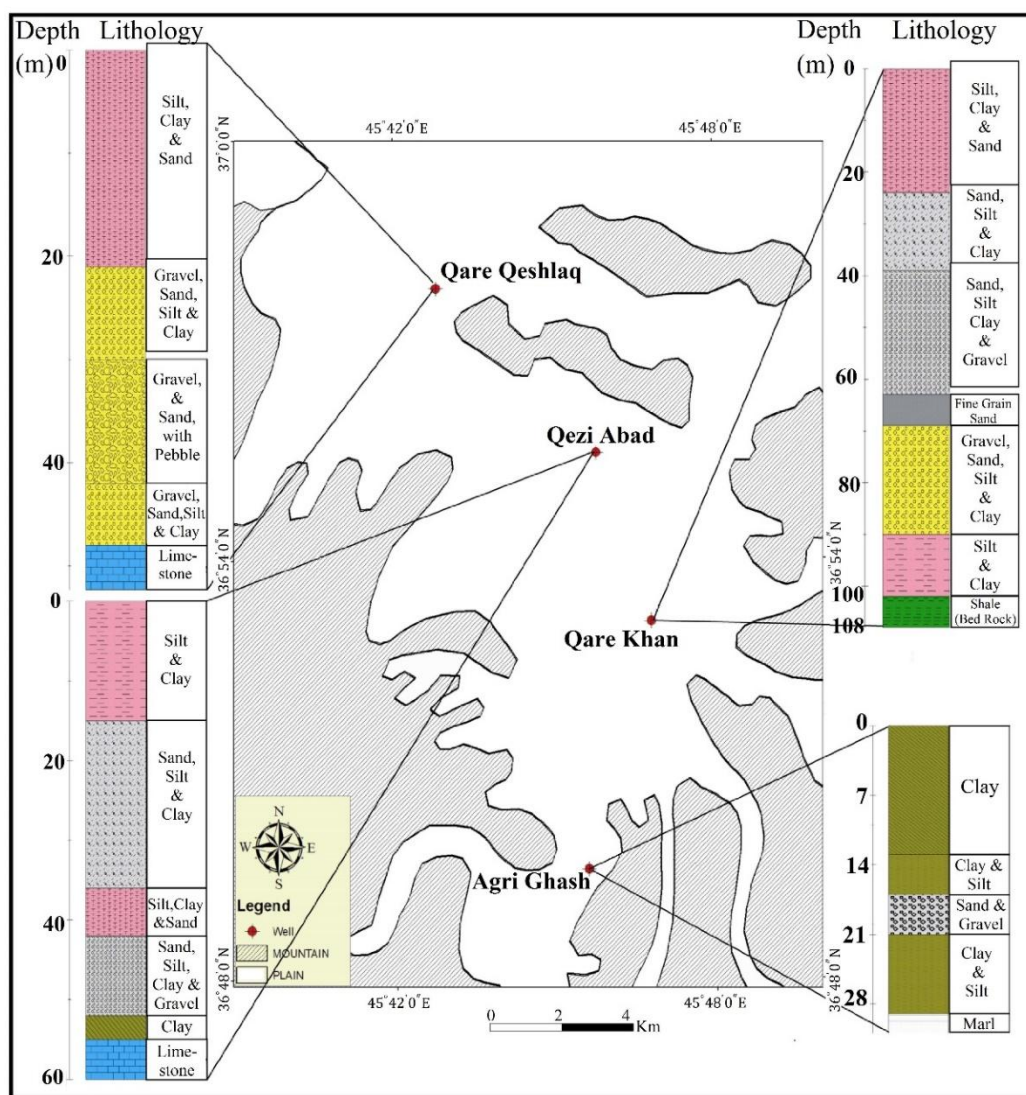 Depth Lithology
(m)
0
20
40
Silt,
Clay
&
Sand
Gravel,
Sand,
Silt &
Clay
Gravel,
&
Sand,
with
Pebble
Gravel,
Sand,Silt
& Clay
Lime-
stone
0
20
40
60
Silt
&
Clay
Sand,
Silt
&
Clay
Silt,Clay
&Sand
Sand,
Silt,
Clay &
Gravel
Clay
Lime-
stone
45°42'0"E
45°48'0"E
37°0'0"N
37°0'0"N
Qare Qeshlaq
Qezi Abad
36°54'0"N
36°54'0"N
Qare Khan
Agri Ghash
N
W E
S
Legend
Well
MOUNTAIN
PLAIN
36°48'0"N
36°48'0"N
45°42'0"E
45°48'0"E
0 2 4
Km
Depth Lithology
(m)
0
20
40
60
80
100
108
Silt,
Clay
&
Sand
Sand,
Silt
&
Clay
Sand,
Silt
Clay
&
Gravel
Fine Grain
Sand
Gravel,
Sand,
Silt
&
Clay
Silt
&
Clay
Shale
(Bed Rock)
0
7
14
21
28
Clay
Clay &
Silt
Sand &
Gravel
Clay
&
Silt
Marl